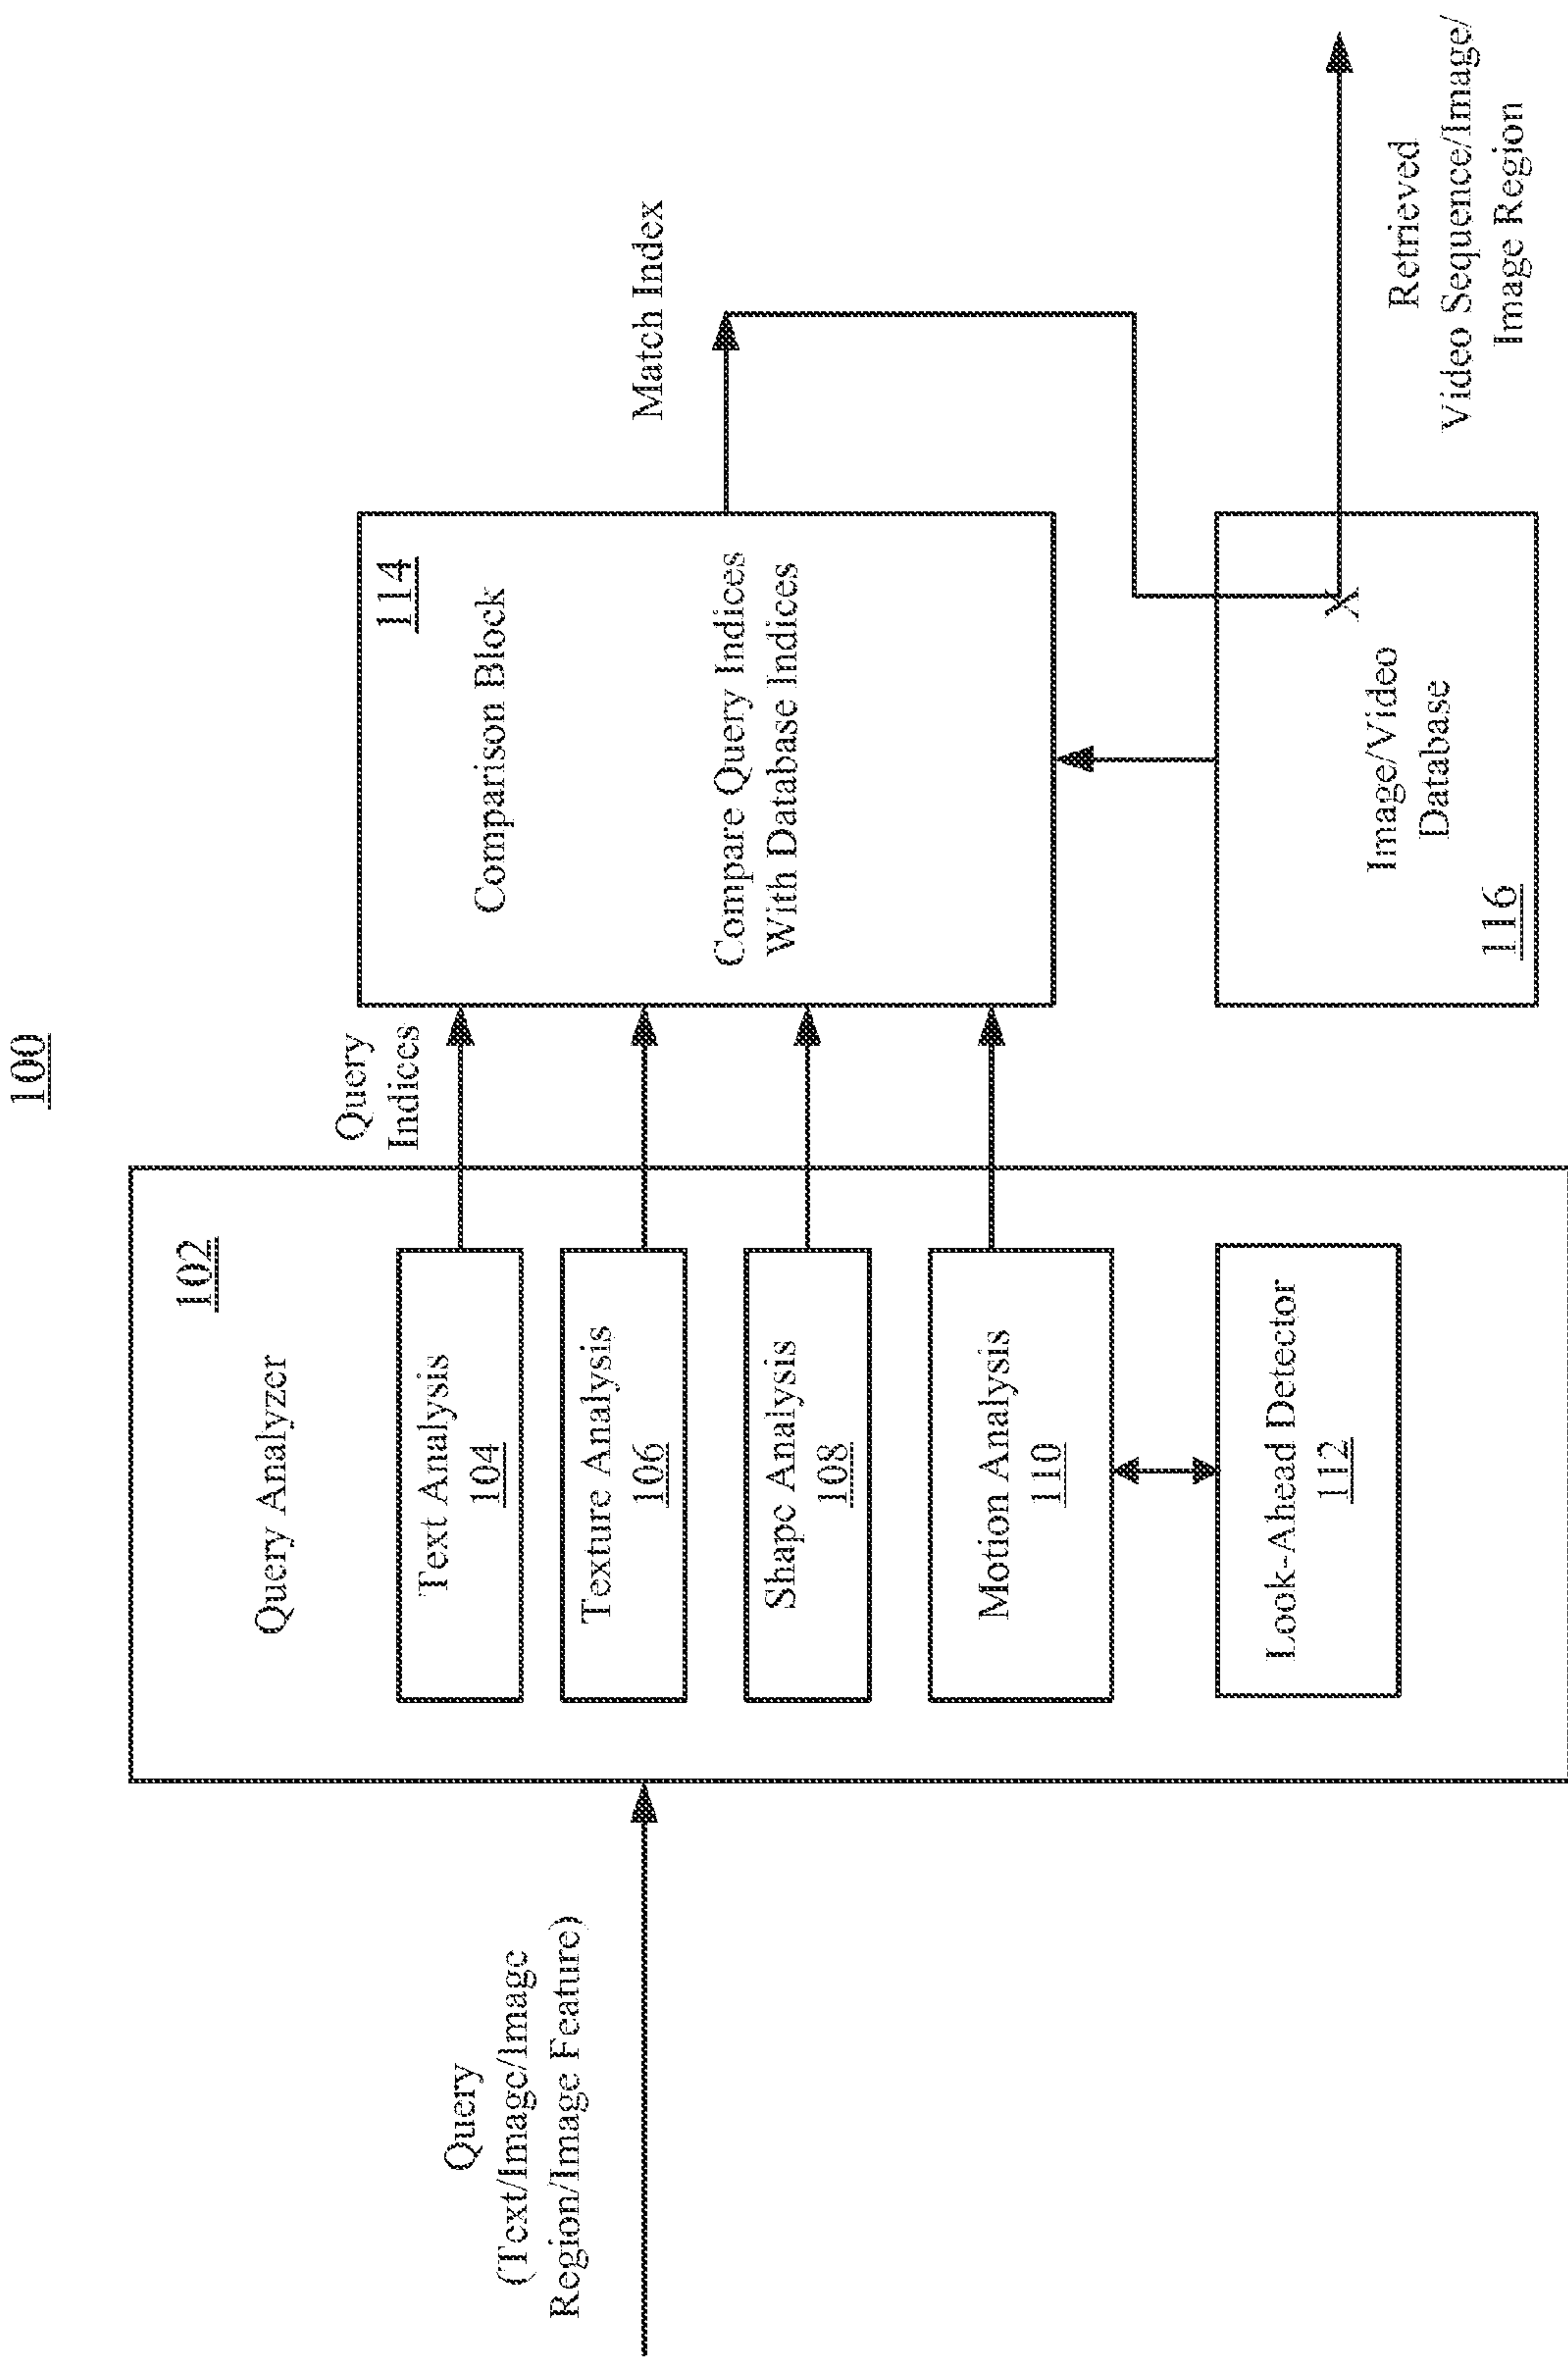 100
Query
(Text/Image/Image
Region/Image Feature)
102
Query Analyzer
Text Analysis
104
Texture Analysis
106
Shape Analysis
108
Motion Analysis
110
Look-Ahead Detector
112
Query
Indices
114
Comparison Block
Compare Query Indices
With Database Indices
Match Index
Image/Video
Database
116
X
Retrieved
Video Sequence/Image/
Image Region